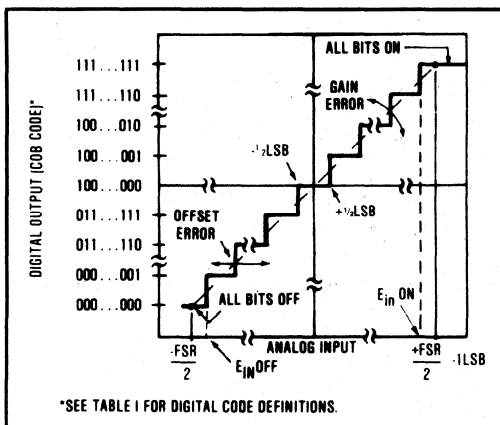 DIGITAL OUTPUT (COB CODE)*
ALL BITS ON
111...111
111...110
GAIN
ERROR
100...010
100...001
-½LSB
100...000
+½LSB
011...111
OFFSET
ERROR
011...110
000...001
ALL BITS OFF
Ein ON
000...000
ANALOG INPUT
-FSR
2
EIN OFF
+FSR
2
-1LSB
*SEE TABLE I FOR DIGITAL CODE DEFINITIONS.